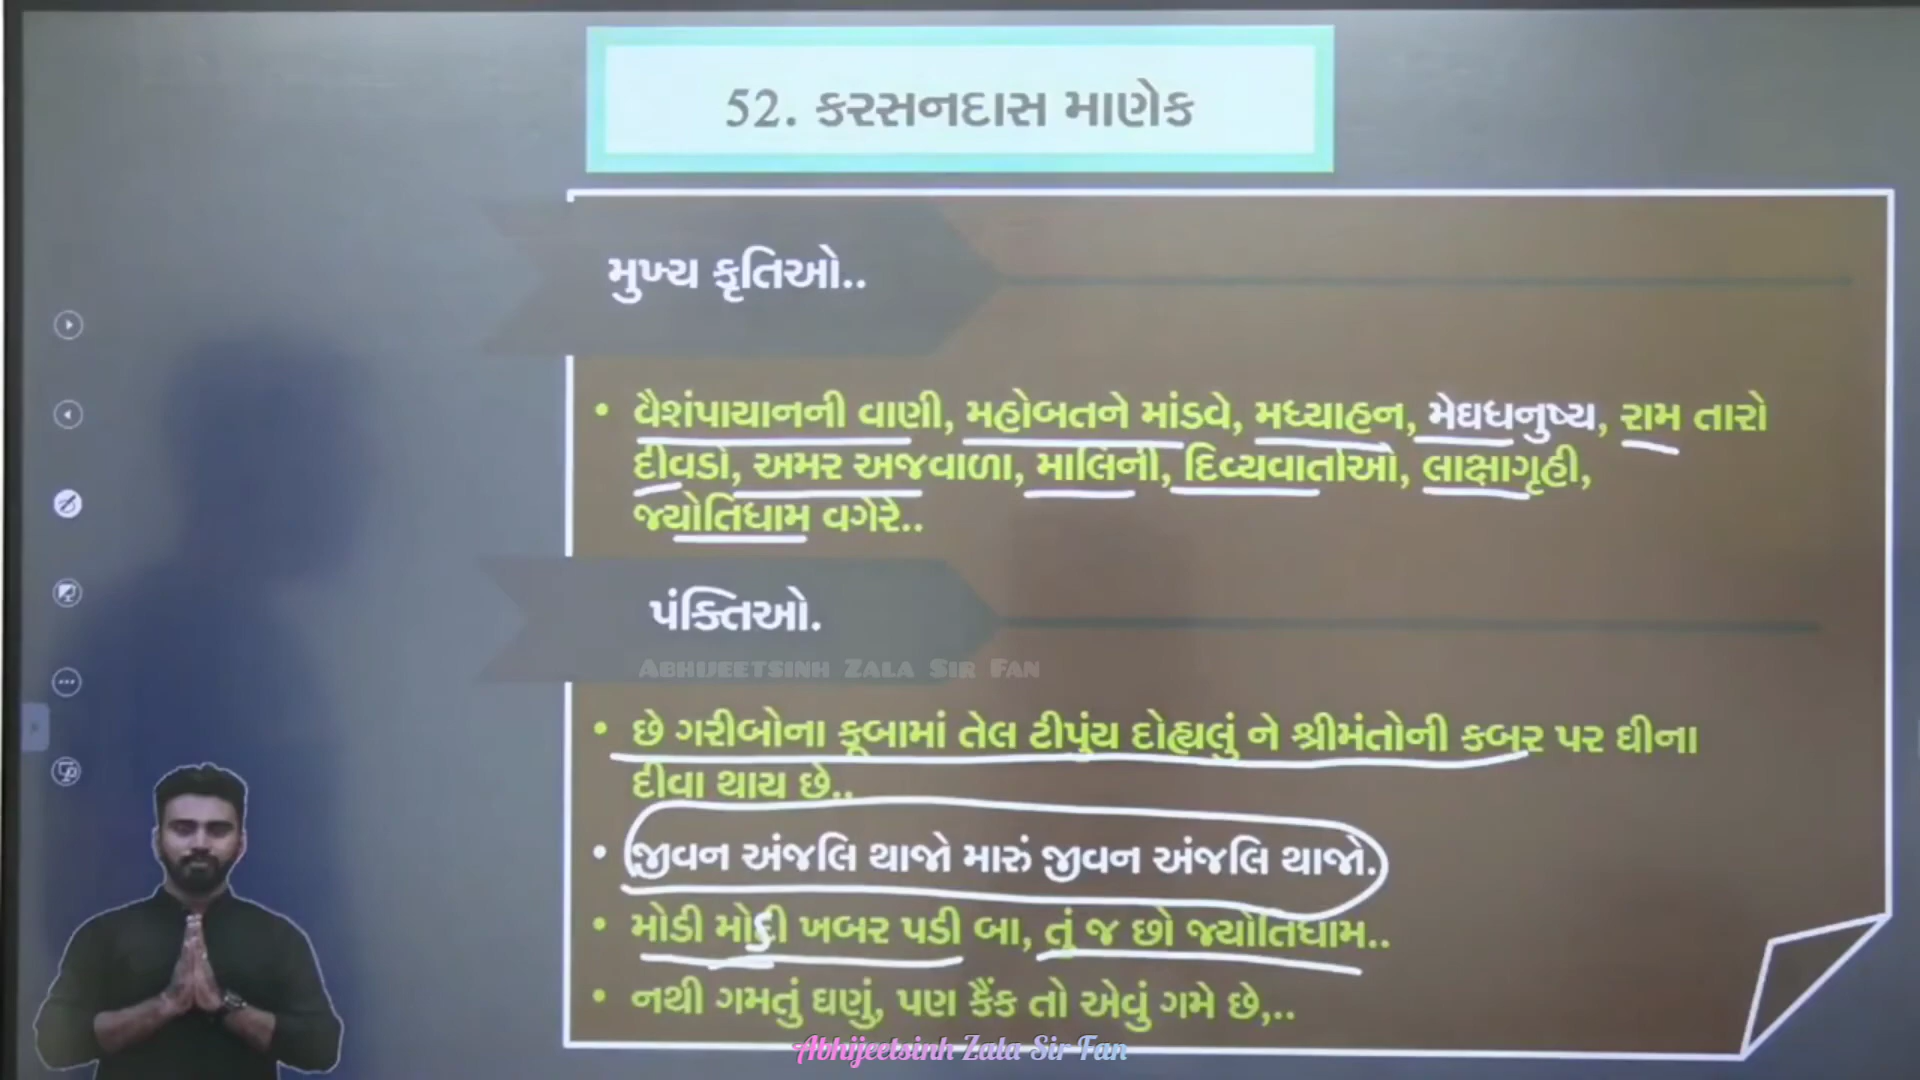 52. કરસનદાસ માણેક
મુખ્ય કૃતિઓ..
• વૈશંપાયાનની વાણી, મહોબતને માંડવે, મધ્યાહન, મેઘધનુષ્ય, રામ તારો
દીવડો, અમર અજવાળા, માલિની, દિવ્યવાર્તાઓ, લાક્ષાગૃહી,
જ્યોતિધામ વગેરે..
પંક્તિઓ.
ABHIJEETSINH ZALA SIR FAN
• છે ગરીબોના કૂબામાં તેલ ટીપુંય દોહ્યલું ને શ્રીમંતોની કબર પર ઘીના
દીવા થાય છે..
• જીવન અંજલિ થાજો મારું જીવન અંજલિ થાજો.
• મોડી મોડી ખબર પડી બા, તું જ છો જ્યોતિધામ..
• નથી ગમતું ઘણું, પણ કૈંક તો એવું ગમે છે,..
Abhijeetsinh Zala Sir Fan